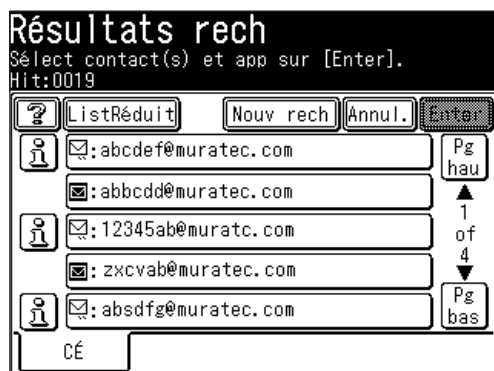 Résultats rech
Sélect contact(s) et app sur [Enter].
Hit:0019
? ListRéduit Nouv rech Annul. Enter
i :abcdef@muratec.com Pg hau
:abbcdd@muratec.com
i :12345ab@muratc.com 1 of 4
: zxcvab@muratec.com
i :absdfg@muratec.com Pg bas
CÉ